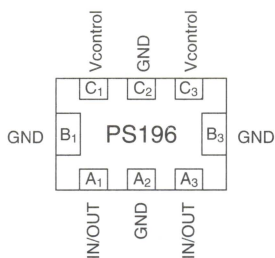 Vcontrol GND Vcontrol
C1 C2 C3
GND B1 PS196 B3 GND
A1 A2 A3
IN/OUT GND IN/OUT